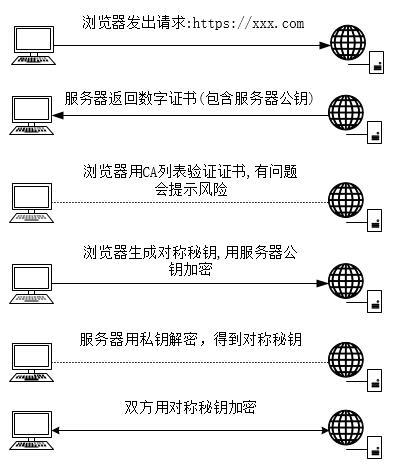 浏览器发出请求:https://xxx.com
服务器返回数字证书(包含服务器公钥)
浏览器用CA列表验证证书,有问题
会提示风险
浏览器生成对称秘钥,用服务器公
钥加密
服务器用私钥解密，得到对称秘钥
双方用对称秘钥加密